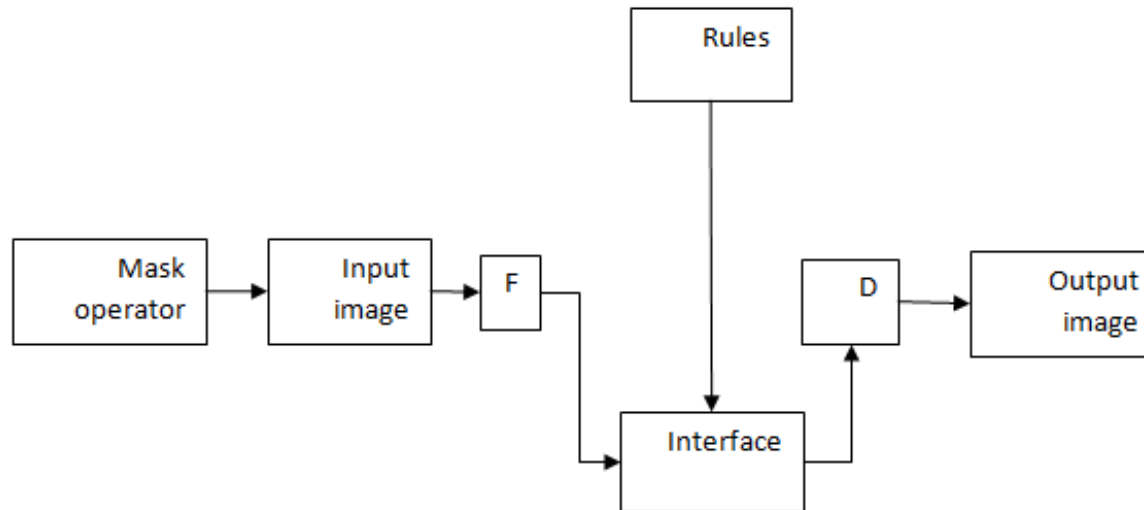 Rules
Mask
operator
Input
image
F
D
Output
image
Interface